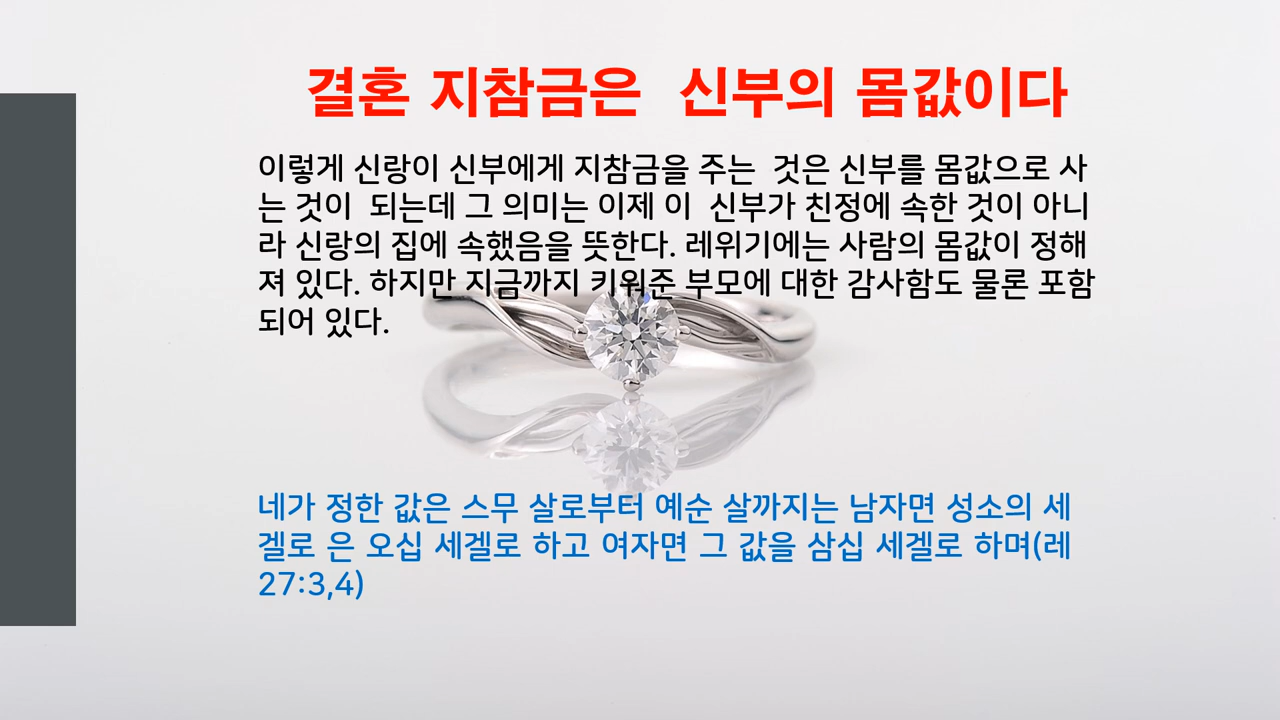 결혼 지참금은  신부의 몸값이다
이렇게 신랑이 신부에게 지참금을 주는  것은 신부를 몸값으로 사
는 것이  되는데 그 의미는 이제 이  신부가 친정에 속한 것이 아니
라 신랑의 집에 속했음을 뜻한다. 레위기에는 사람의 몸값이 정해
져 있다. 하지만 지금까지 키워준 부모에 대한 감사함도 물론 포함
되어 있다.
네가 정한 값은 스무 살로부터 예순 살까지는 남자면 성소의 세
겔로 은 오십 세겔로 하고 여자면 그 값을 삼십 세겔로 하며(레
27:3,4)